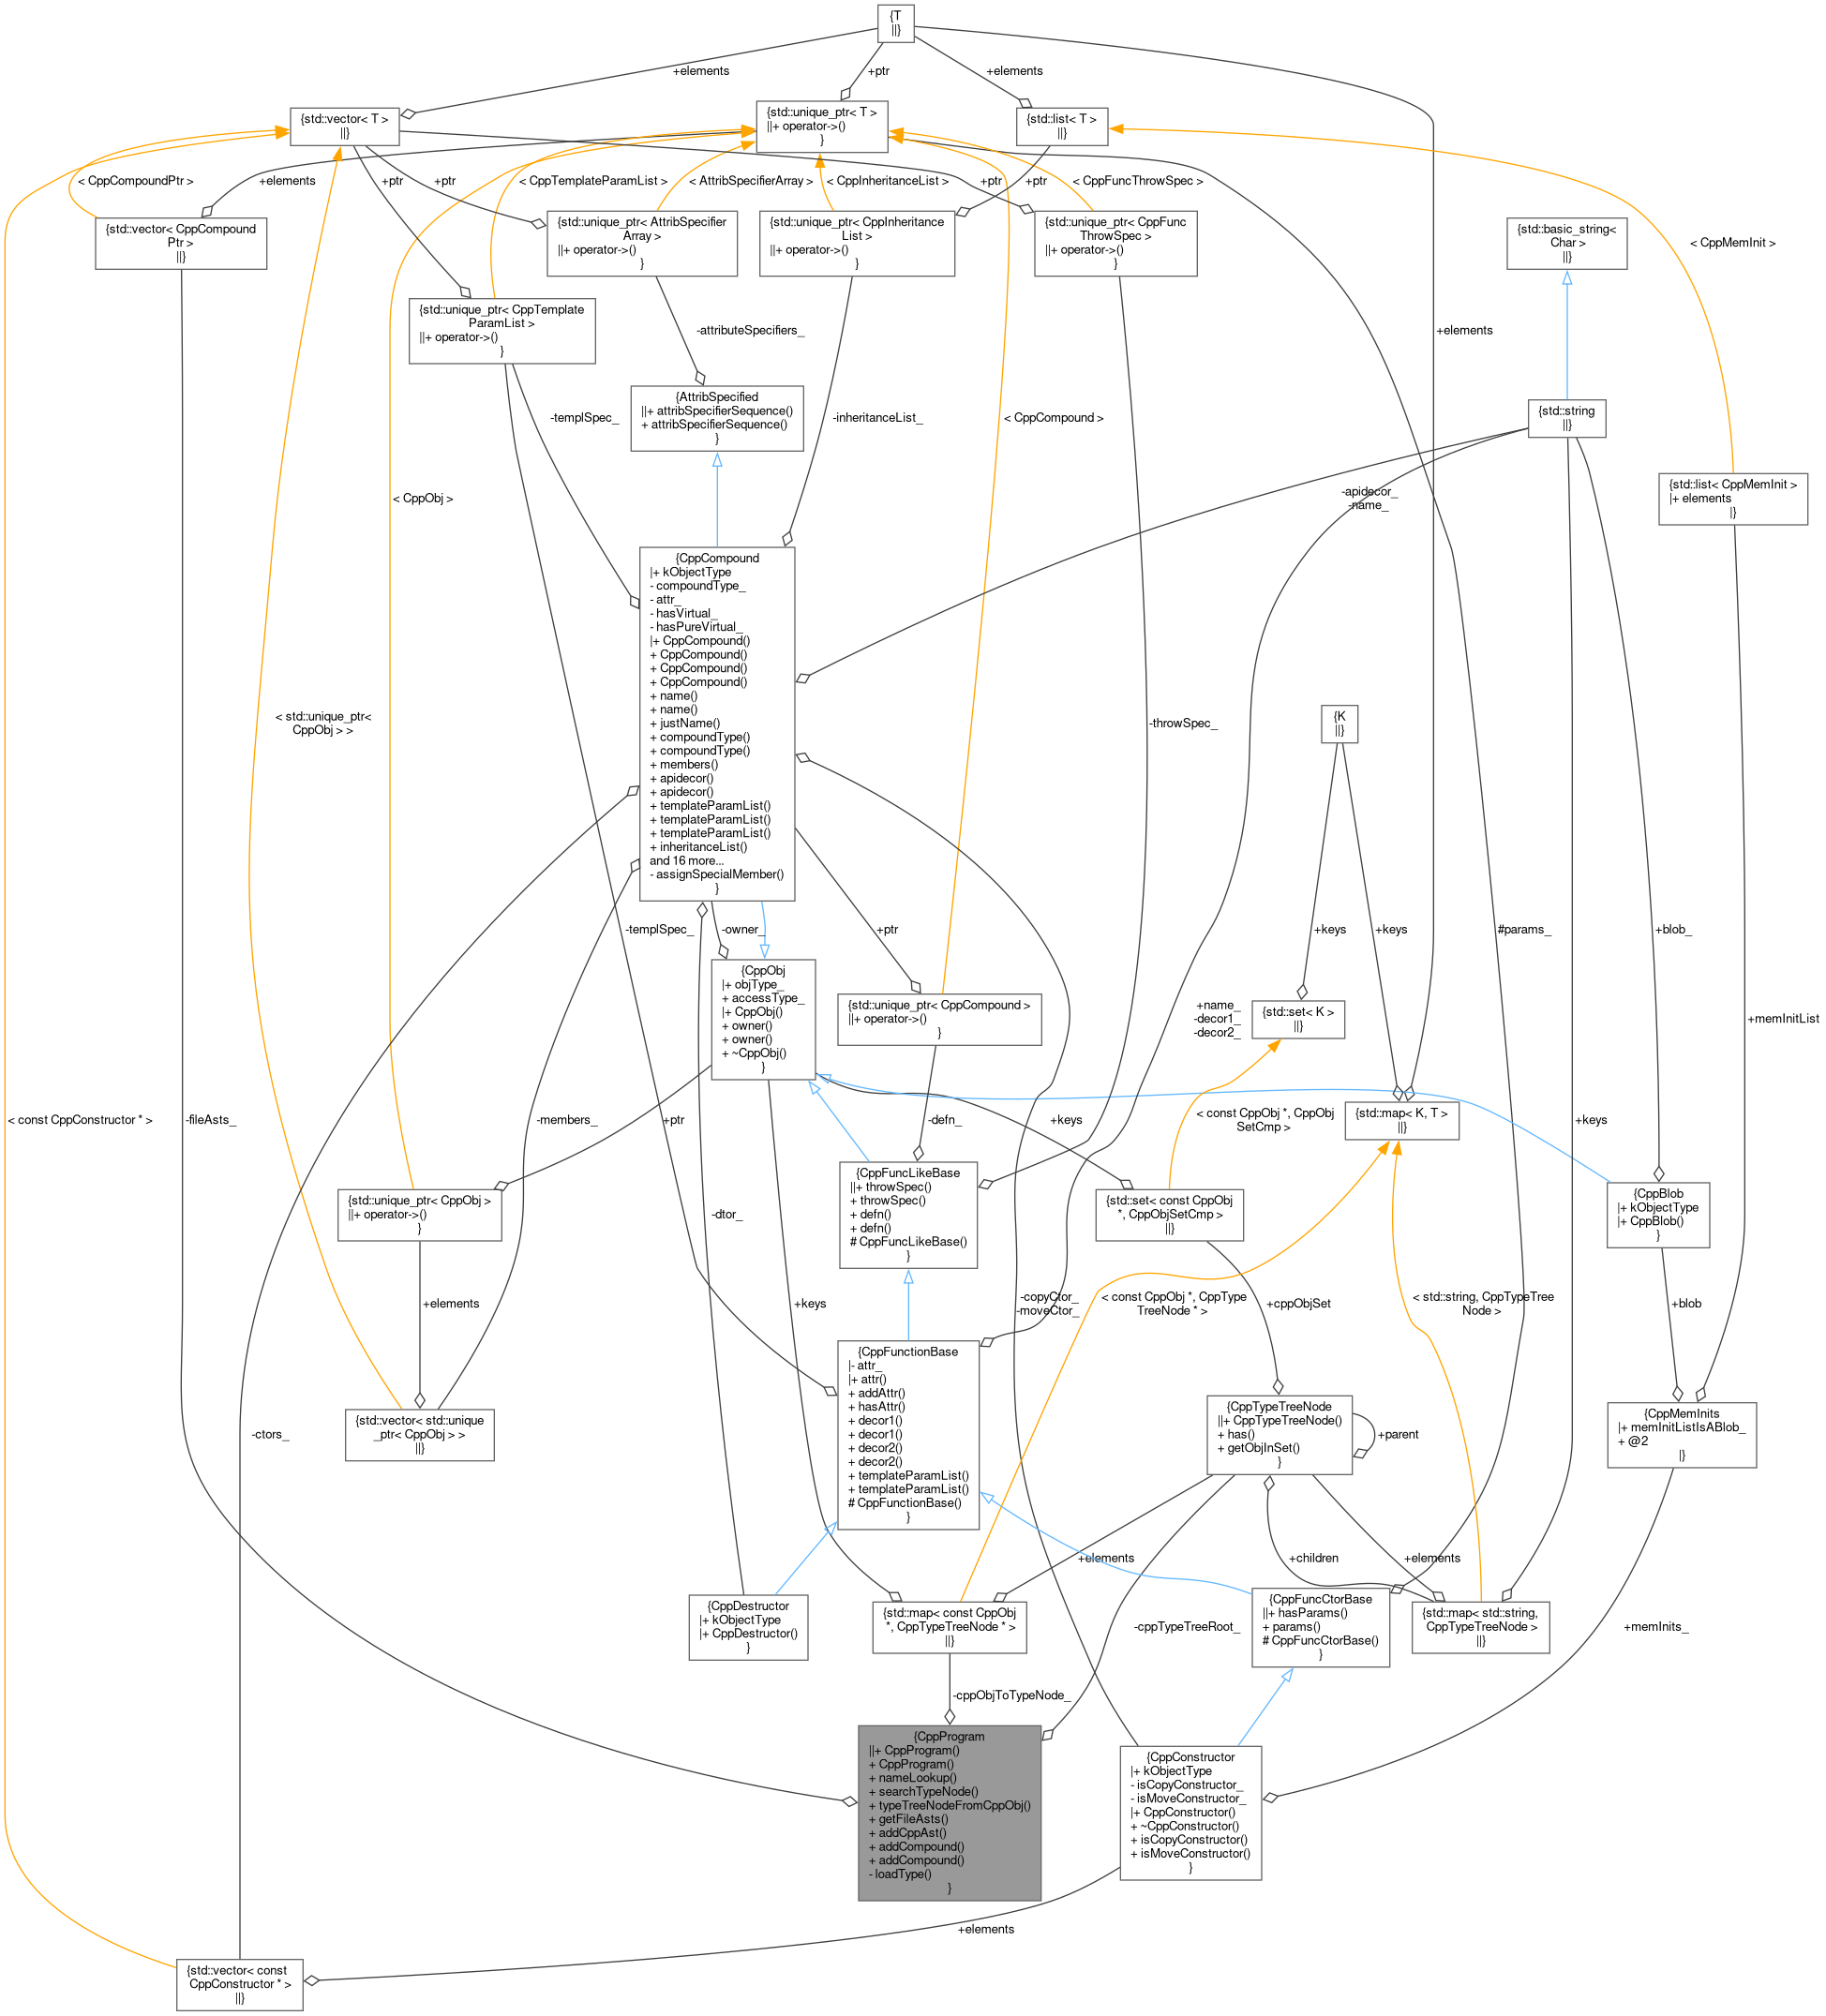 {T
||}
+elements
+ptr
+elements
{std::vector< T >
||}
{std::unique_ptr< T >
||+ operator->()
}
{std::list< T >
||}
< CppCompoundPtr >
+elements
+ptr
+ptr
< CppTemplateParamList >
< AttribSpecifierArray >
< CppInheritanceList >
+ptr
+ptr
< CppFuncThrowSpec >
{std::vector< CppCompound
Ptr >
||}
{std::unique_ptr< AttribSpecifier
Array >
||+ operator->()
}
{std::unique_ptr< CppInheritance
List >
||+ operator->()
}
{std::unique_ptr< CppFunc
ThrowSpec >
||+ operator->()
}
{std::basic_string<
Char >
||}
< CppMemInit >
{std::unique_ptr< CppTemplate
ParamList >
||+ operator->()
}
-attributeSpecifiers_
+elements
{AttribSpecified
||+ attribSpecifierSequence()
+ attribSpecifierSequence()
}
-templSpec_
-inheritanceList_
< CppCompound >
{std::string
||}
< CppObj >
-apidecor_
-name_
{std::list< CppMemInit >
|+ elements
|}
{CppCompound
|+ kObjectType
- compoundType_
- attr_
- hasVirtual_
- hasPureVirtual_
|+ CppCompound()
+ CppCompound()
+ CppCompound()
+ CppCompound()
+ name()
+ name()
+ justName()
+ compoundType()
+ compoundType()
+ members()
+ apidecor()
+ apidecor()
+ templateParamList()
+ templateParamList()
+ templateParamList()
+ inheritanceList()
and 16 more...
- assignSpecialMember()
}
< std::unique_ptr<
CppObj > >
-throwSpec_
{K
||}
-templSpec_
-owner_
+ptr
+keys
+keys
#params_
+blob_
{CppObj
|+ objType_
+ accessType_
|+ CppObj()
+ owner()
+ owner()
+ ~CppObj()
}
{std::unique_ptr< CppCompound >
||+ operator->()
}
+name_
-decor1_
-decor2_
{std::set< K >
||}
+memInitList
< const CppConstructor * >
-fileAsts_
-members_
+ptr
-defn_
+keys
< const CppObj *, CppObj
SetCmp >
{std::map< K, T >
||}
+keys
{std::unique_ptr< CppObj >
||+ operator->()
}
-dtor_
{CppFuncLikeBase
||+ throwSpec()
+ throwSpec()
+ defn()
+ defn()
# CppFuncLikeBase()
}
{std::set< const CppObj
*, CppObjSetCmp >
||}
{CppBlob
|+ kObjectType
|+ CppBlob()
}
+elements
+keys
-copyCtor_
-moveCtor_
< const CppObj *, CppType
TreeNode * >
+cppObjSet
< std::string, CppTypeTree
Node >
+blob
{std::vector< std::unique
_ptr< CppObj > >
||}
-ctors_
{CppFunctionBase
|- attr_
|+ attr()
+ addAttr()
+ hasAttr()
+ decor1()
+ decor1()
+ decor2()
+ decor2()
+ templateParamList()
+ templateParamList()
# CppFunctionBase()
}
{CppTypeTreeNode
||+ CppTypeTreeNode()
+ has()
+ getObjInSet()
}
+parent
{CppMemInits
|+ memInitListIsABlob_
+ @2
|}
+elements
+children
+elements
{CppDestructor
|+ kObjectType
|+ CppDestructor()
}
{std::map< const CppObj
*, CppTypeTreeNode * >
||}
-cppTypeTreeRoot_
{CppFuncCtorBase
||+ hasParams()
+ params()
# CppFuncCtorBase()
}
{std::map< std::string,
CppTypeTreeNode >
||}
+memInits_
-cppObjToTypeNode_
{CppProgram
||+ CppProgram()
+ CppProgram()
+ nameLookup()
+ searchTypeNode()
+ typeTreeNodeFromCppObj()
+ getFileAsts()
+ addCppAst()
+ addCompound()
+ addCompound()
- loadType()
}
{CppConstructor
|+ kObjectType
- isCopyConstructor_
- isMoveConstructor_
|+ CppConstructor()
+ ~CppConstructor()
+ isCopyConstructor()
+ isMoveConstructor()
}
+elements
{std::vector< const
CppConstructor * >
||}